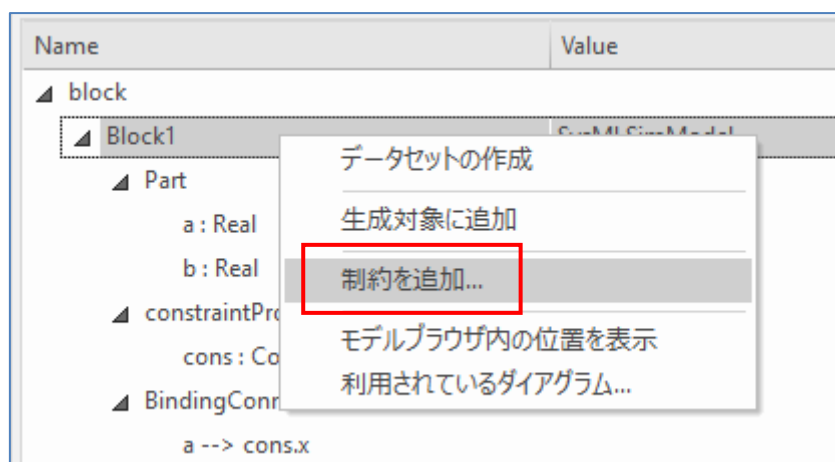 Name Value
block
Block1
データセットの作成
Part
生成対象に追加
a : Real
b : Real
制約を追加...
constraintPro
モデルブラウザ内の位置を表示
cons : Co
利用されているダイアグラム...
BindingConn
a --> cons.x